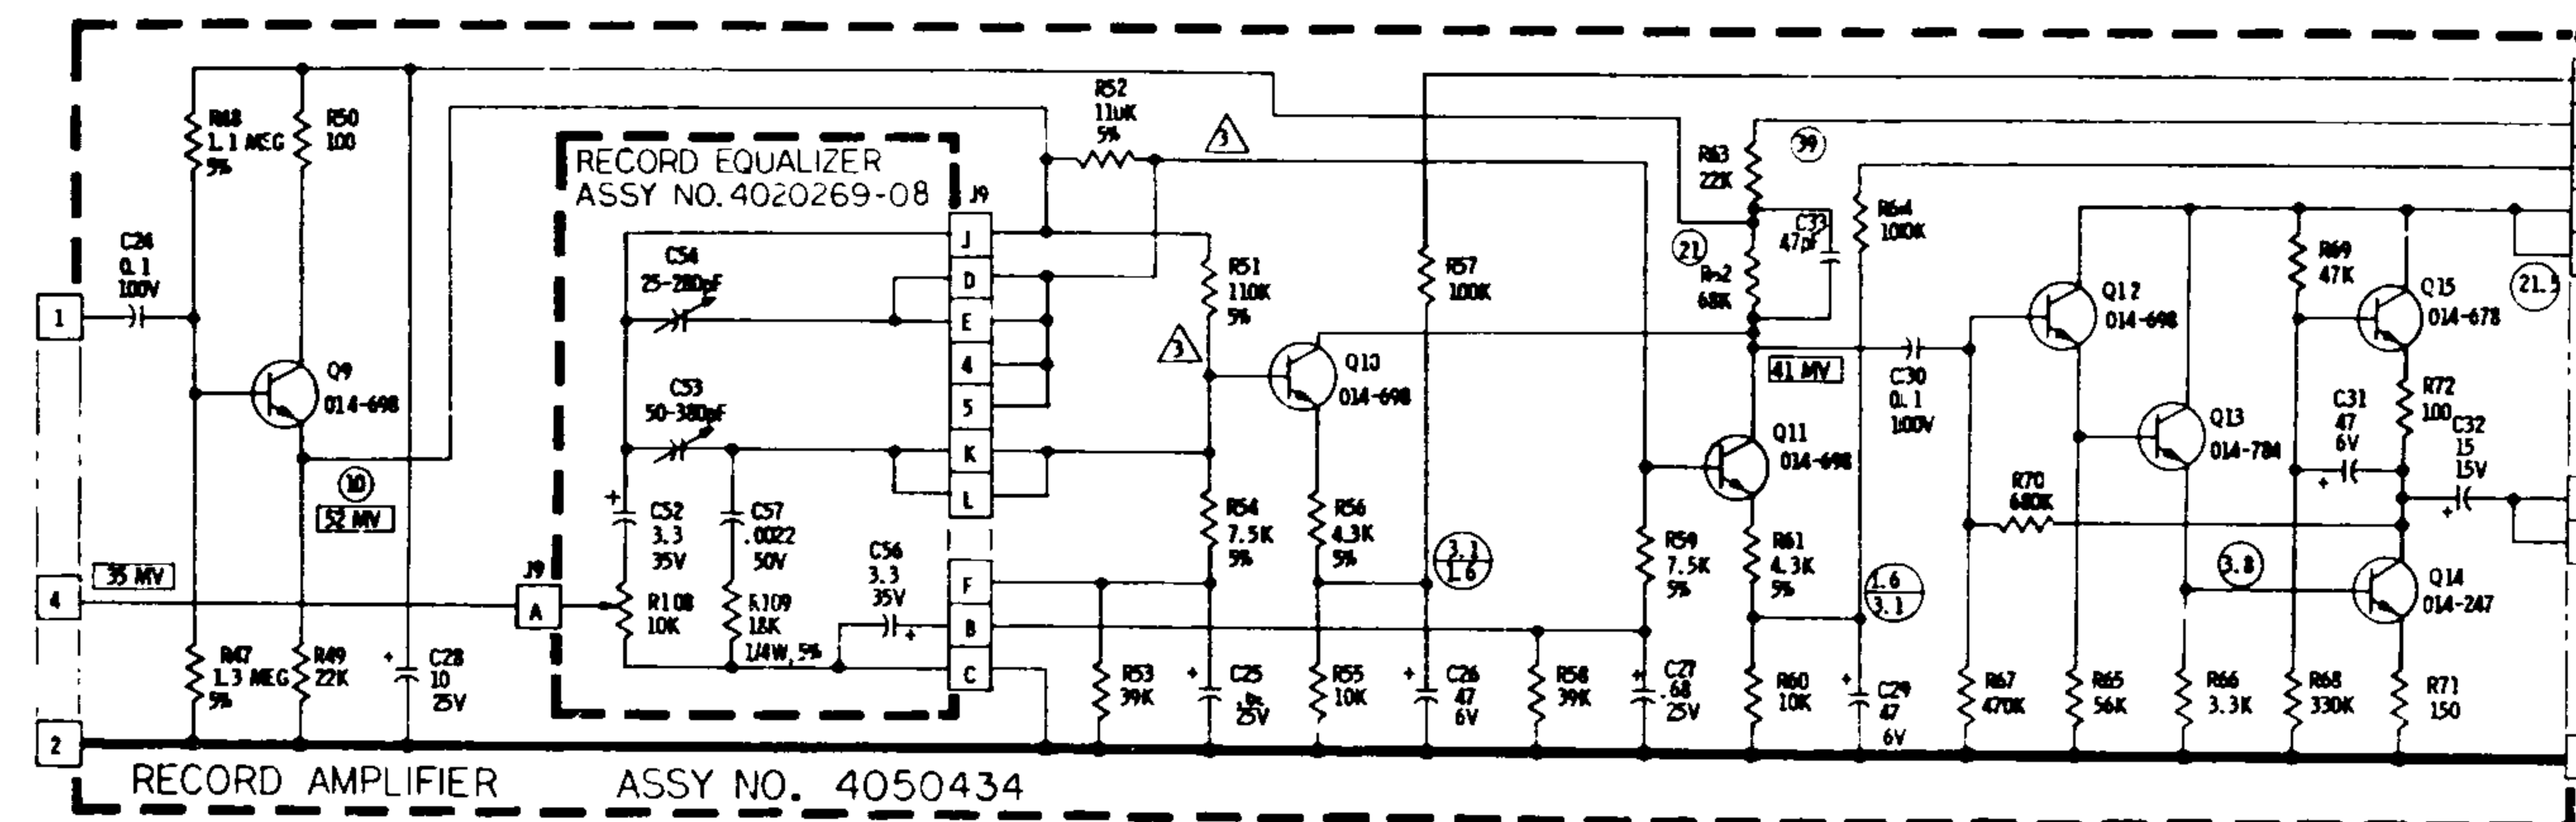 R48
1.1 MEG
5%
R50
100
C24
0.1
100V
1
4
2
35 MV
Q9
014-698
10
52 MV
R47
1.3 MEG
5%
R49
22K
+
C28
10
25V
RECORD EQUALIZER
ASSY NO. 4020269-08
J9
J
D
E
4
5
K
L
F
B
C
C54
25-280pF
C53
50-380pF
+
C52
3.3
35V
C57
.0022
50V
C56
3.3
35V
+
R108
10K
R109
18K
1/4W, 5%
J9
A
R52
110K
5%
3
R51
110K
5%
3
R57
100K
Q10
014-698
R54
7.5K
5%
R56
4.3K
5%
3.1
1.6
R53
39K
+
C25
25V
R55
10K
+
C26
47
6V
R58
39K
+
C27
.68
25V
R59
7.5K
5%
R63
22K
39
21
C33
47pF
R62
68K
R64
100K
41 MV
Q11
014-698
R61
4.3K
5%
1.6
3.1
R60
10K
+
C29
47
6V
C30
0.1
100V
Q12
014-698
Q13
014-784
R70
680K
R67
470K
R65
56K
R66
3.3K
R68
330K
R69
47K
Q15
014-678
21.5
R72
100
C31
47
6V
+
C32
15
15V
+
3.8
Q14
014-247
R71
150
RECORD AMPLIFIER ASSY NO. 4050434